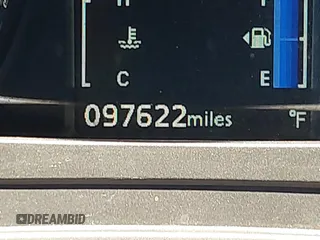 H F
C E
097622miles °F
DREAMBID